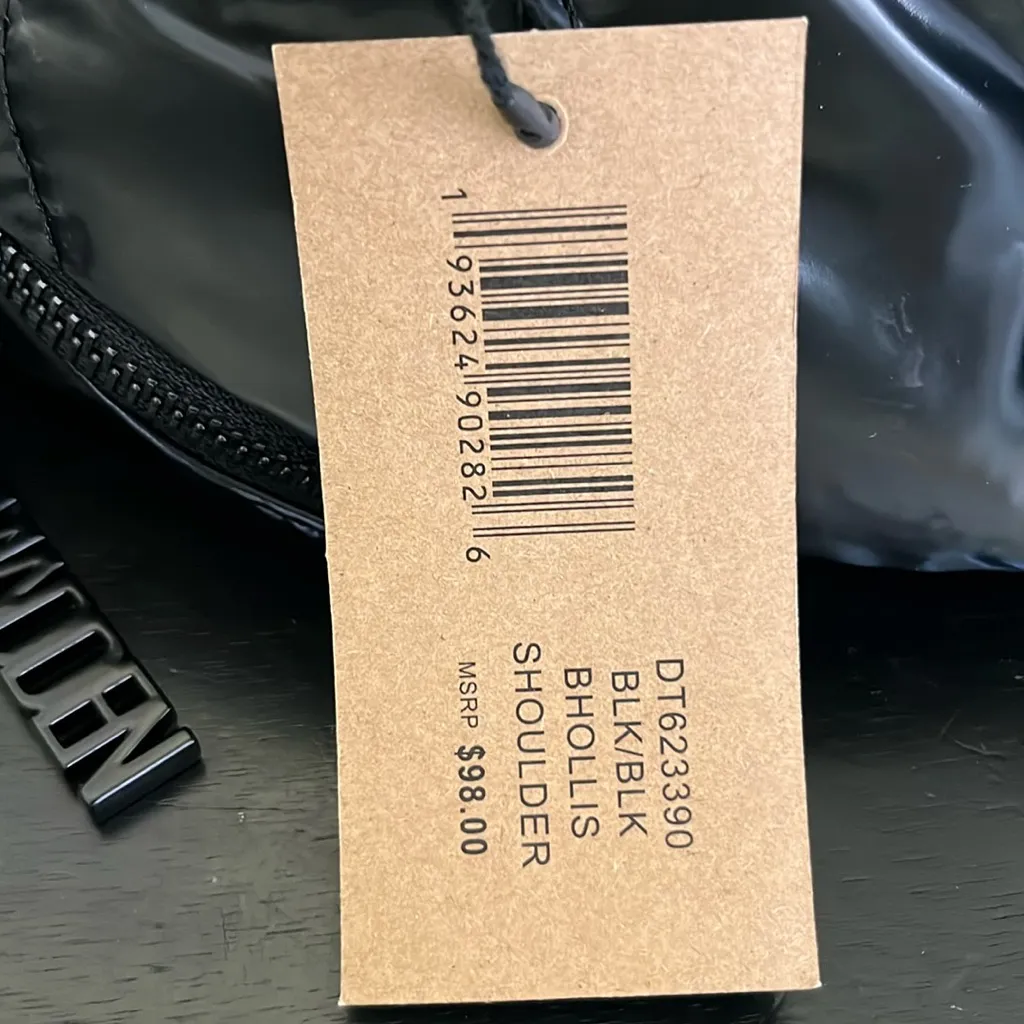 1 93624 90282 6
DT623390
BLK/BLK
BHOLLIS
SHOULDER
MSRP $98.00